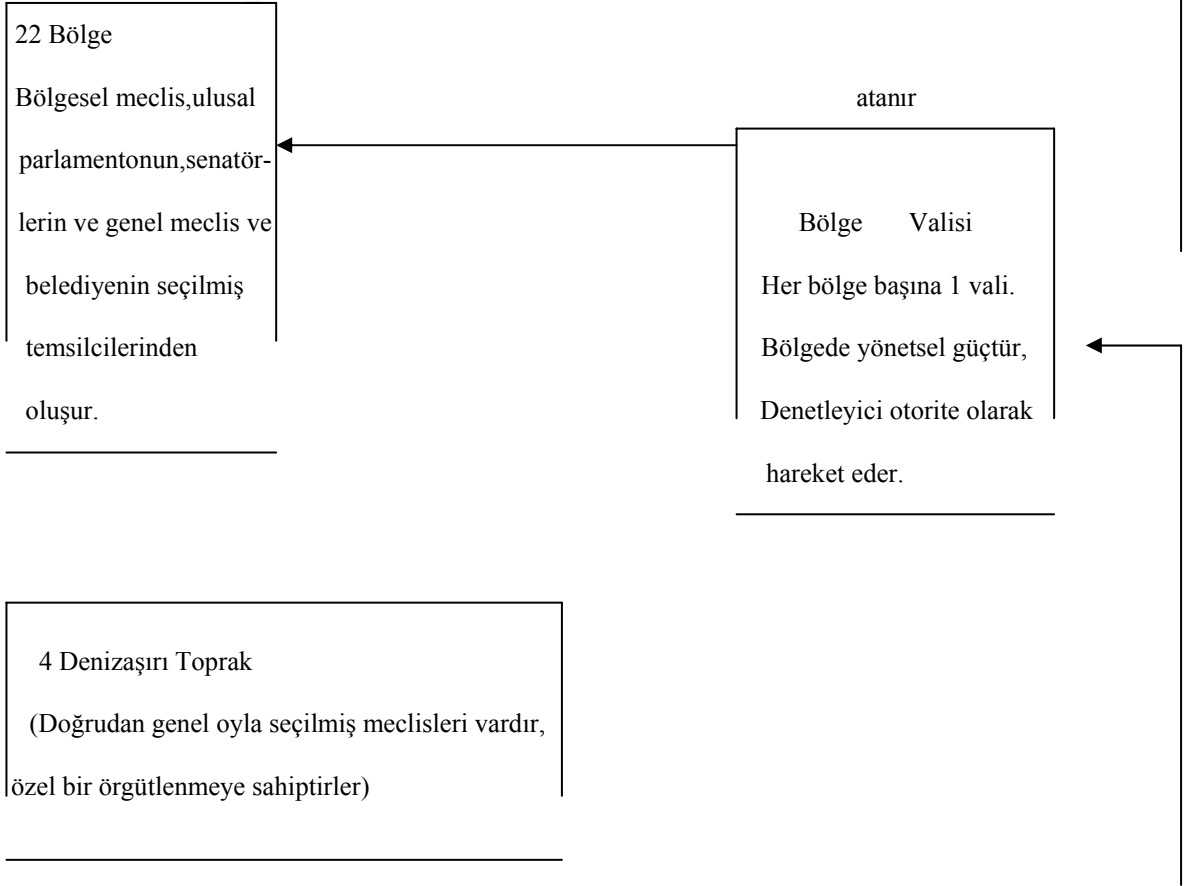 22 Bölge
Bölgesel meclis,ulusal
parlamentonun,senatör-
lerin ve genel meclis ve
belediyenin seçilmiş
temsilcilerinden
oluşur.
atanır
Bölge Valisi
Her bölge başına 1 vali.
Bölgede yönetsel güçtür,
Denetleyici otorite olarak
hareket eder.
4 Denizaşırı Toprak
(Doğrudan genel oyla seçilmiş meclisleri vardır,
özel bir örgütlenmeye sahiptirler)